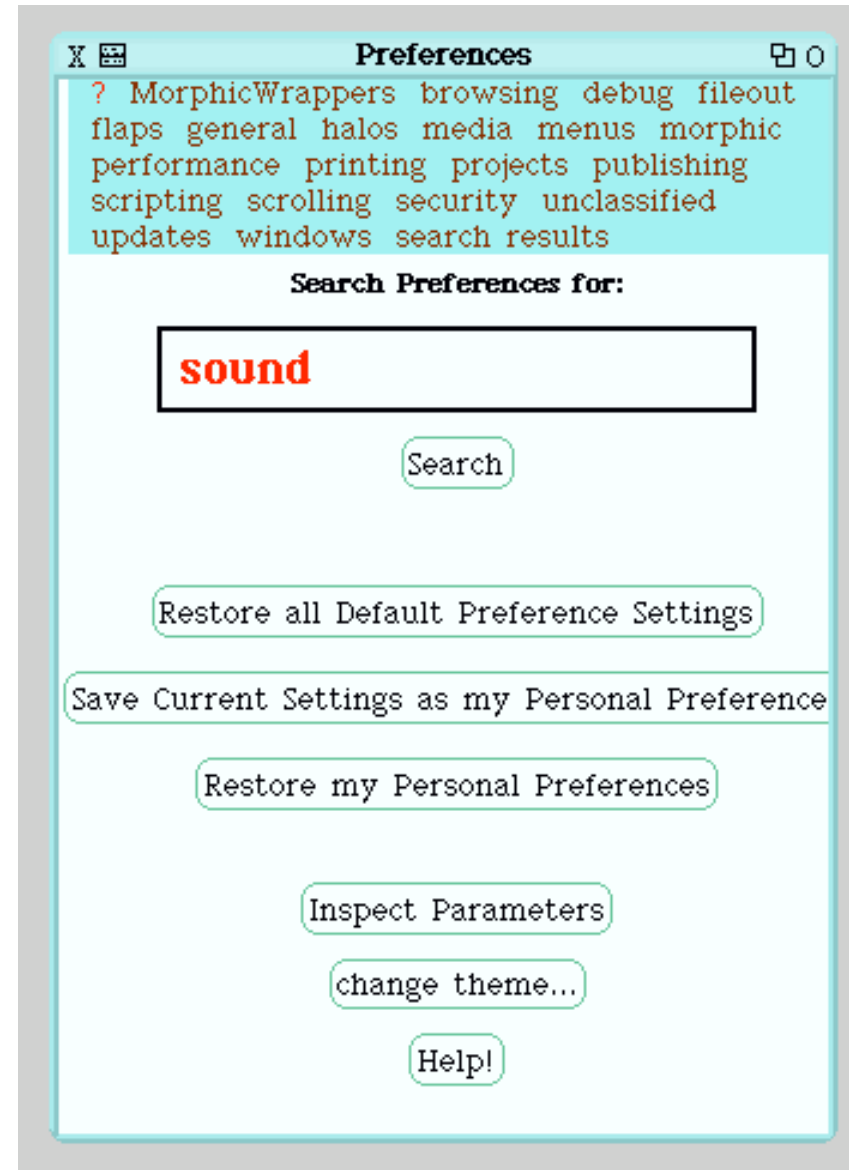 X Preferences O
? MorphicWrappers browsing debug fileout
flaps general halos media menus morphic
performance printing projects publishing
scripting scrolling security unclassified
updates windows search results
Search Preferences for:
sound
Search
Restore all Default Preference Settings
Save Current Settings as my Personal Preference
Restore my Personal Preferences
Inspect Parameters
change theme...
Help!